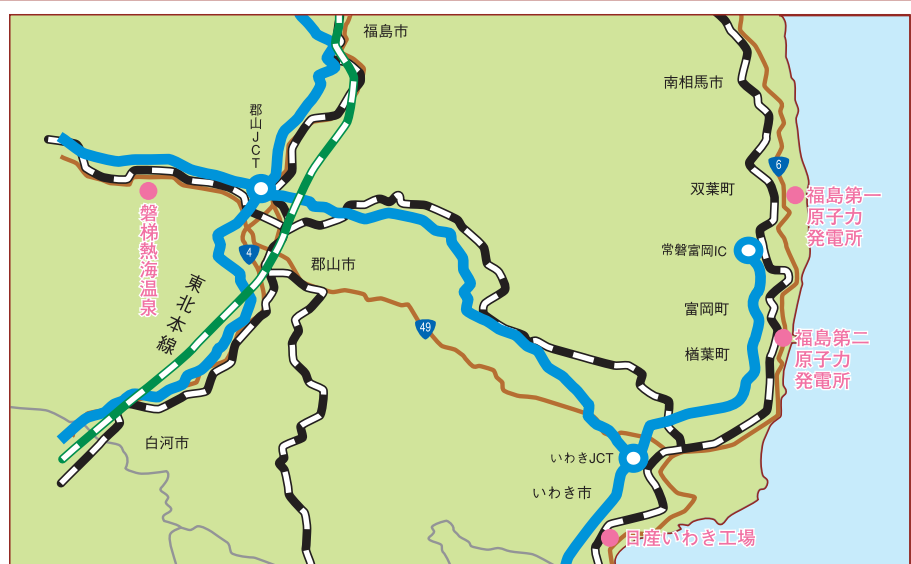 福島市
南相馬市
郡山JCT
6
双葉町
福島第一
原子力
発電所
磐梯熱海温泉
4
常磐富岡IC
郡山市
東北本線
富岡町
49
福島第二
原子力
発電所
楢葉町
白河市
いわきJCT
いわき市
日産いわき工場